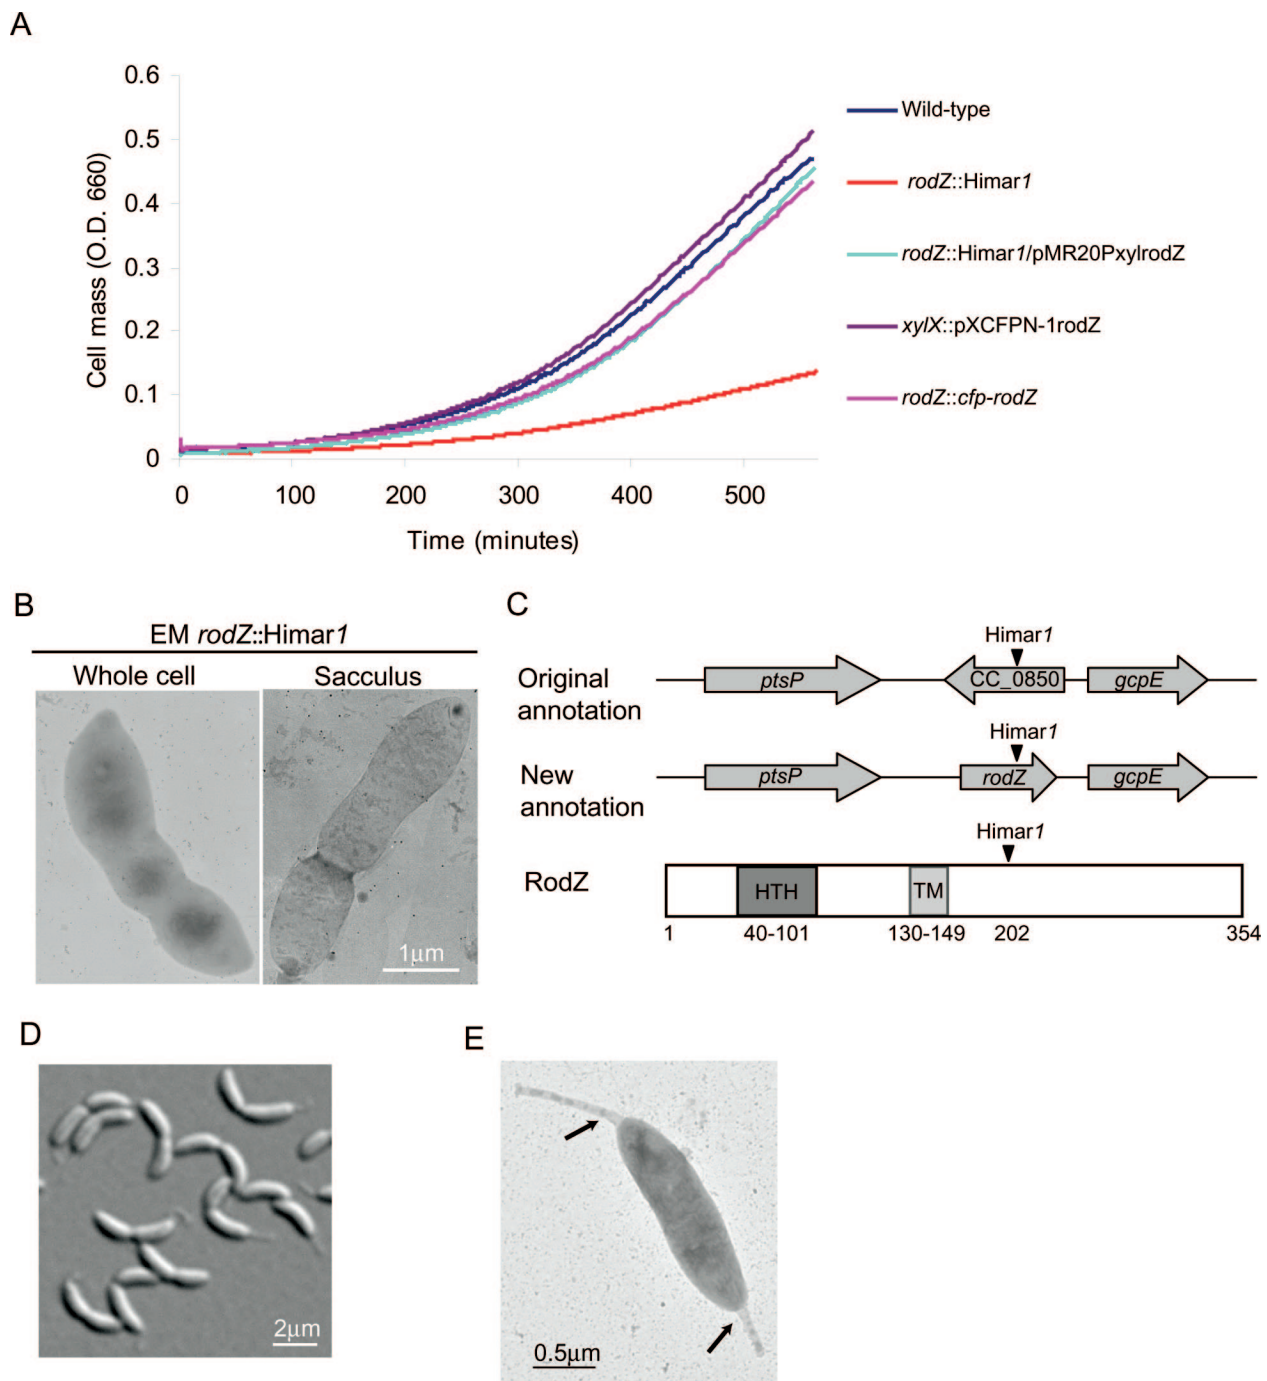 A
0.6
0.5
0.4
0.3
0.2
0.1
0
Cell mass (O.D. 660)
0 100 200 300 400 500
Time (minutes)
Wild-type
rodZ::Himar1
rodZ::Himar1/pMR20PxylrodZ
xylX::pXCFPN-1rodZ
rodZ::cfp-rodZ
B
EM rodZ::Himar1
Whole cell Sacculus
1μm
C
Himar1
Original
annotation
ptsP CC_0850 gcpE
Himar1
New
annotation
ptsP rodZ gcpE
Himar1
RodZ
HTH TM
1 40-101 130-149 202 354
D
2μm
E
0.5μm